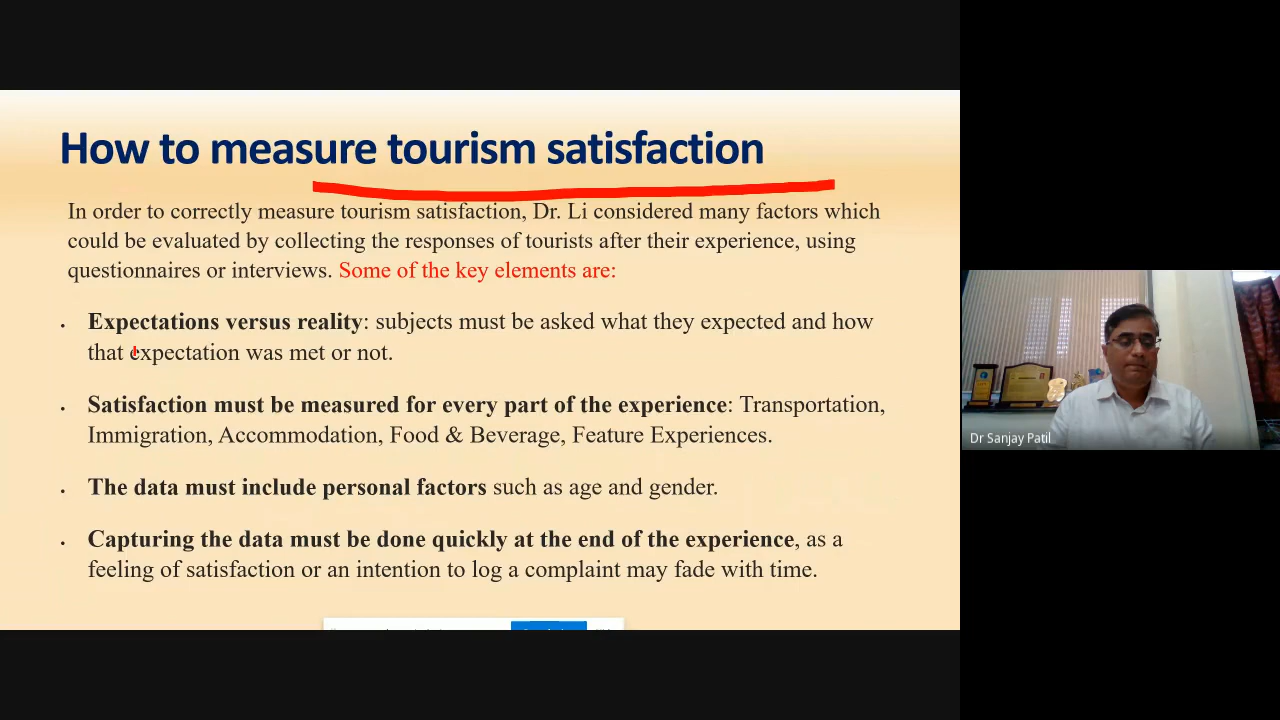 How to measure tourism satisfaction
In order to correctly measure tourism satisfaction, Dr. Li considered many factors which
could be evaluated by collecting the responses of tourists after their experience, using
questionnaires or interviews. Some of the key elements are:
• Expectations versus reality: subjects must be asked what they expected and how
that expectation was met or not.
• Satisfaction must be measured for every part of the experience: Transportation,
Immigration, Accommodation, Food & Beverage, Feature Experiences.
• The data must include personal factors such as age and gender.
• Capturing the data must be done quickly at the end of the experience, as a
feeling of satisfaction or an intention to log a complaint may fade with time.
Dr Sanjay Patil